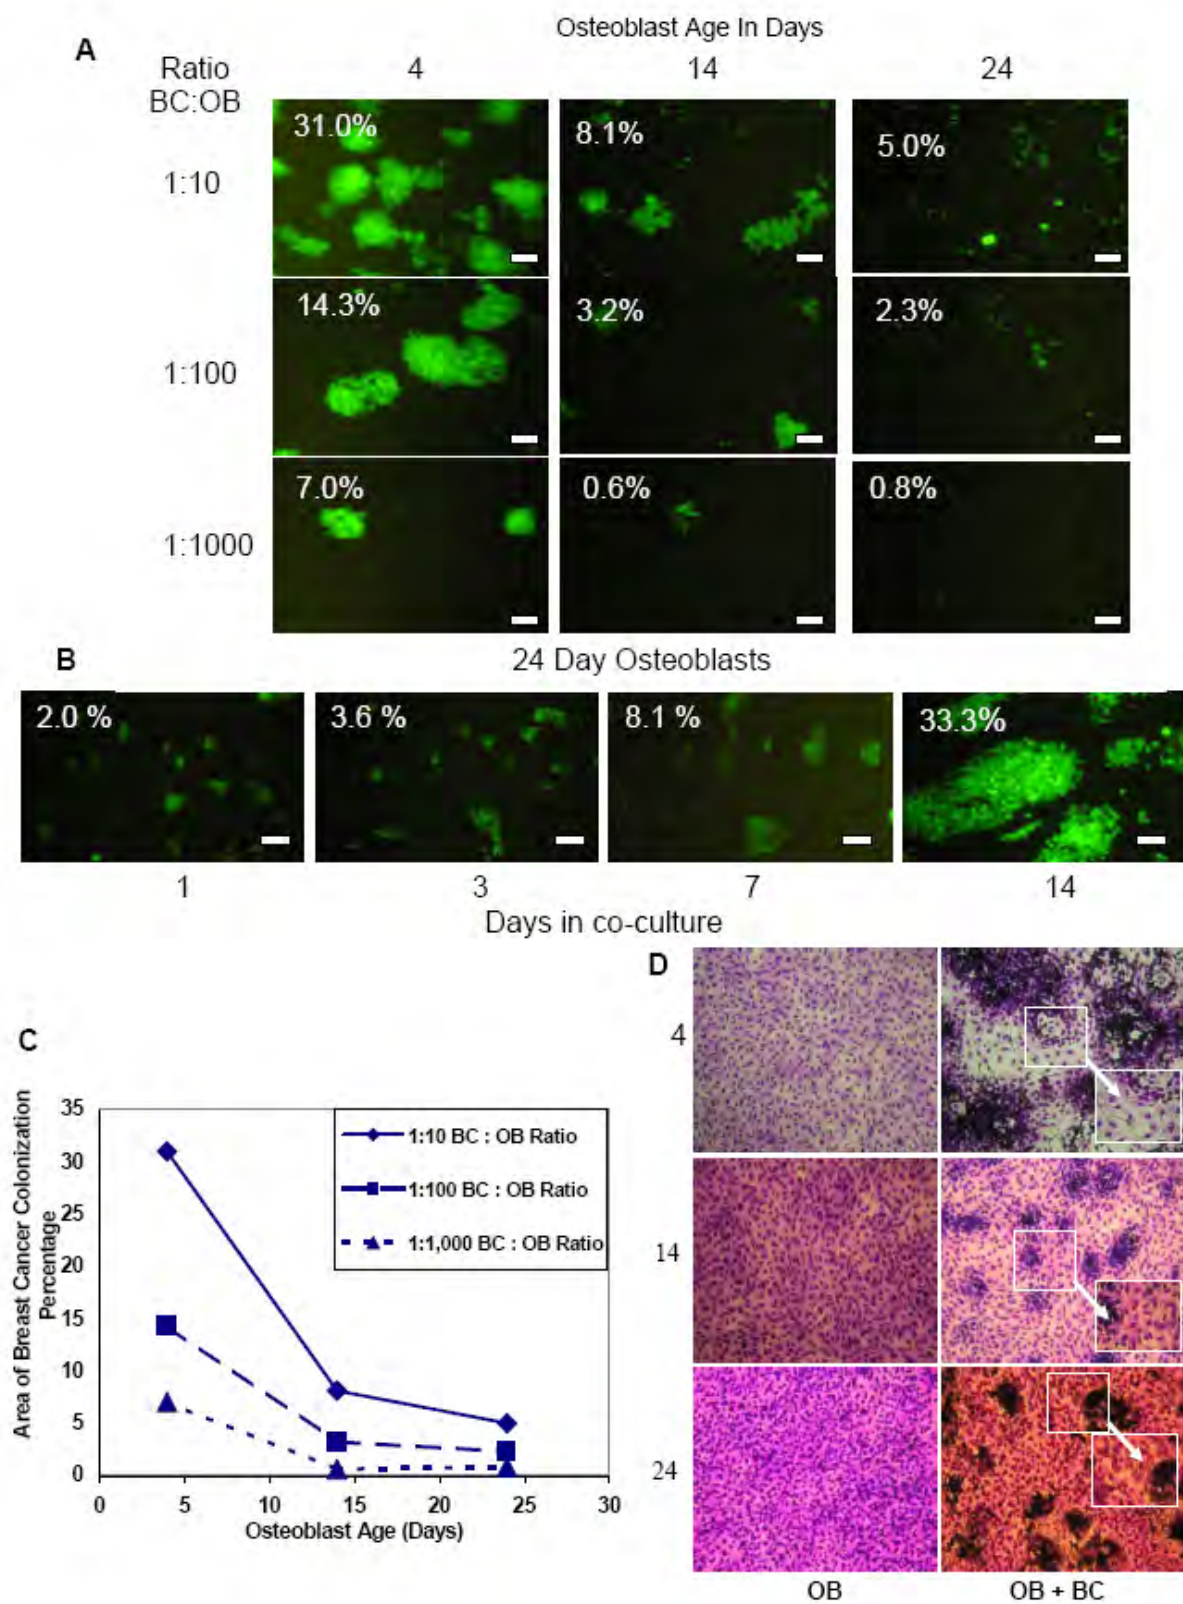 A
Osteoblast Age In Days
Ratio
BC:OB
4 14 24
1:10
31.0% 8.1% 5.0%
1:100
14.3% 3.2% 2.3%
1:1000
7.0% 0.6% 0.8%
B
24 Day Osteoblasts
2.0 % 3.6 % 8.1 % 33.3%
1 3 7 14
Days in co-culture
C
Area of Breast Cancer Colonization
Percentage
35
30
25
20
15
10
5
0
1:10 BC : OB Ratio
1:100 BC : OB Ratio
1:1,000 BC : OB Ratio
0 5 10 15 20 25 30
Osteoblast Age (Days)
D
4
14
24
OB OB + BC